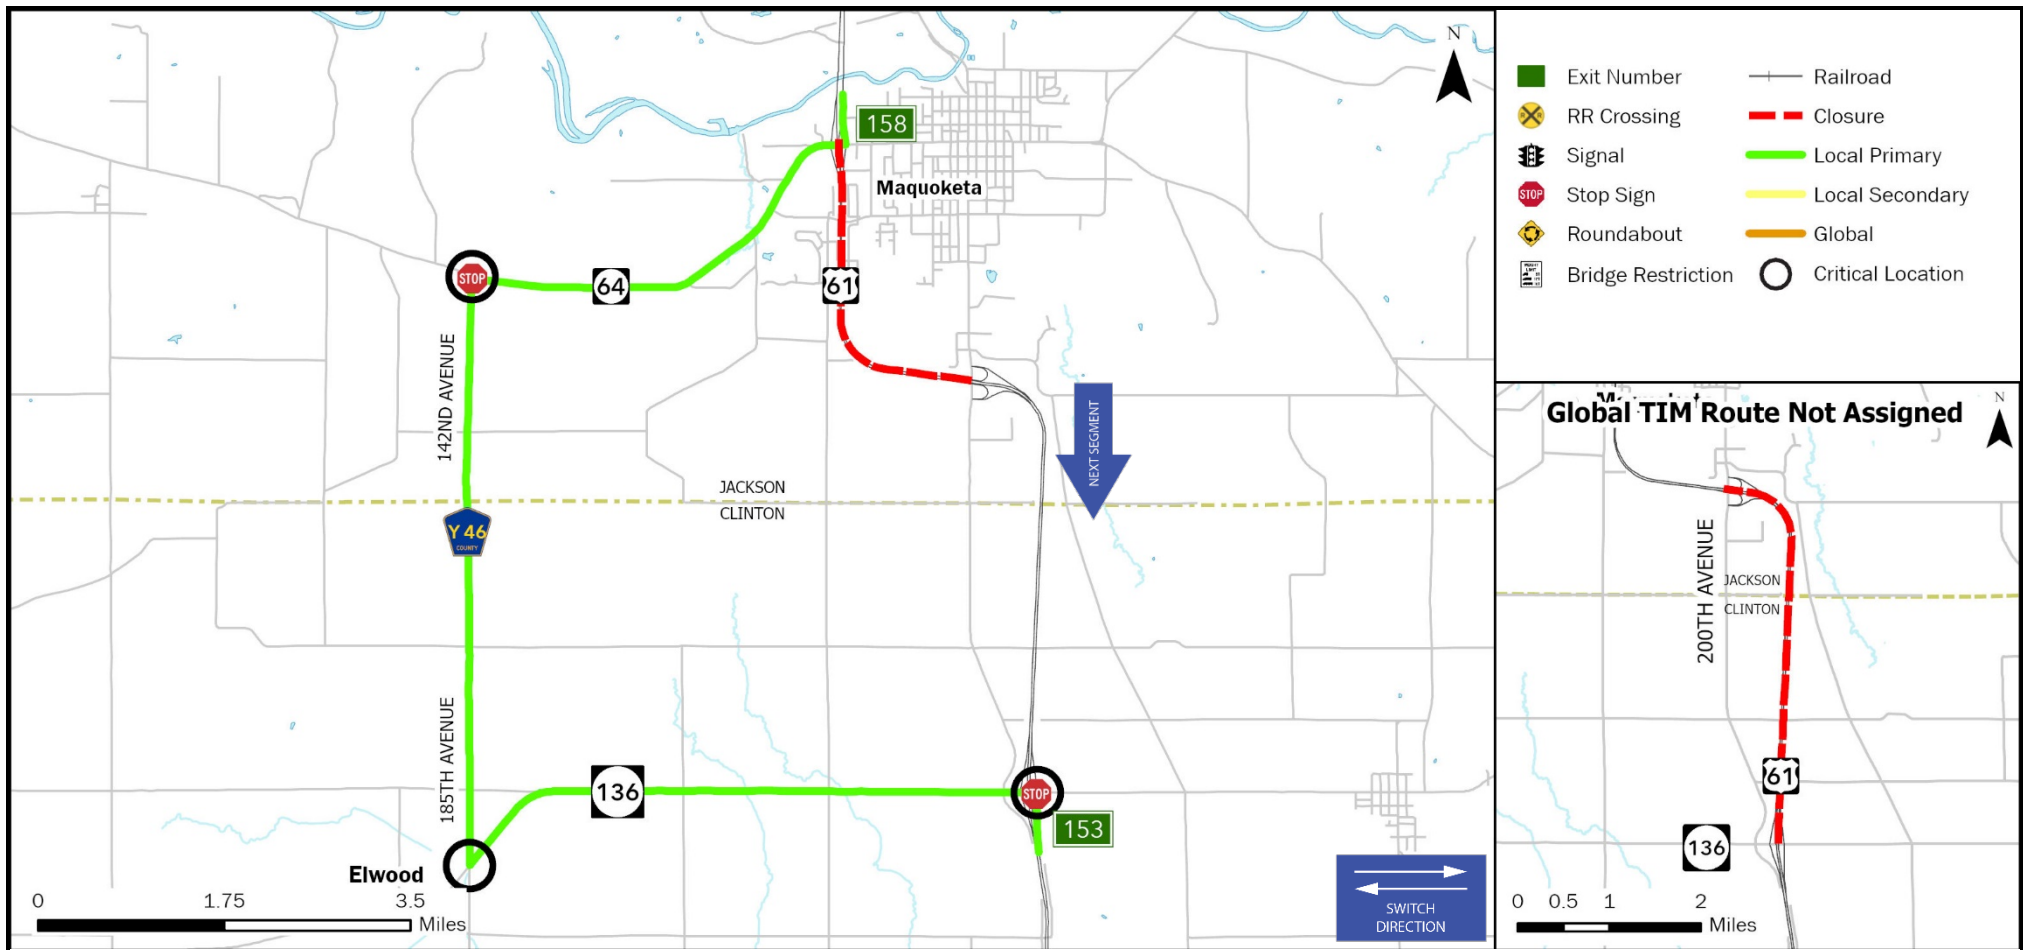 N
158
Maquoketa
STOP
64
61
142ND AVENUE
NEXT SEGMENT
JACKSON
CLINTON
Y 46
COUNTY
185TH AVENUE
136
STOP
153
Elwood
0 1.75 3.5
Miles
SWITCH
DIRECTION
Exit Number
RR Crossing
Signal
STOP
Stop Sign
Roundabout
Bridge Restriction
Railroad
Closure
Local Primary
Local Secondary
Global
Critical Location
Global TIM Route Not Assigned
N
200TH AVENUE
JACKSON
CLINTON
61
136
0 0.5 1 2
Miles